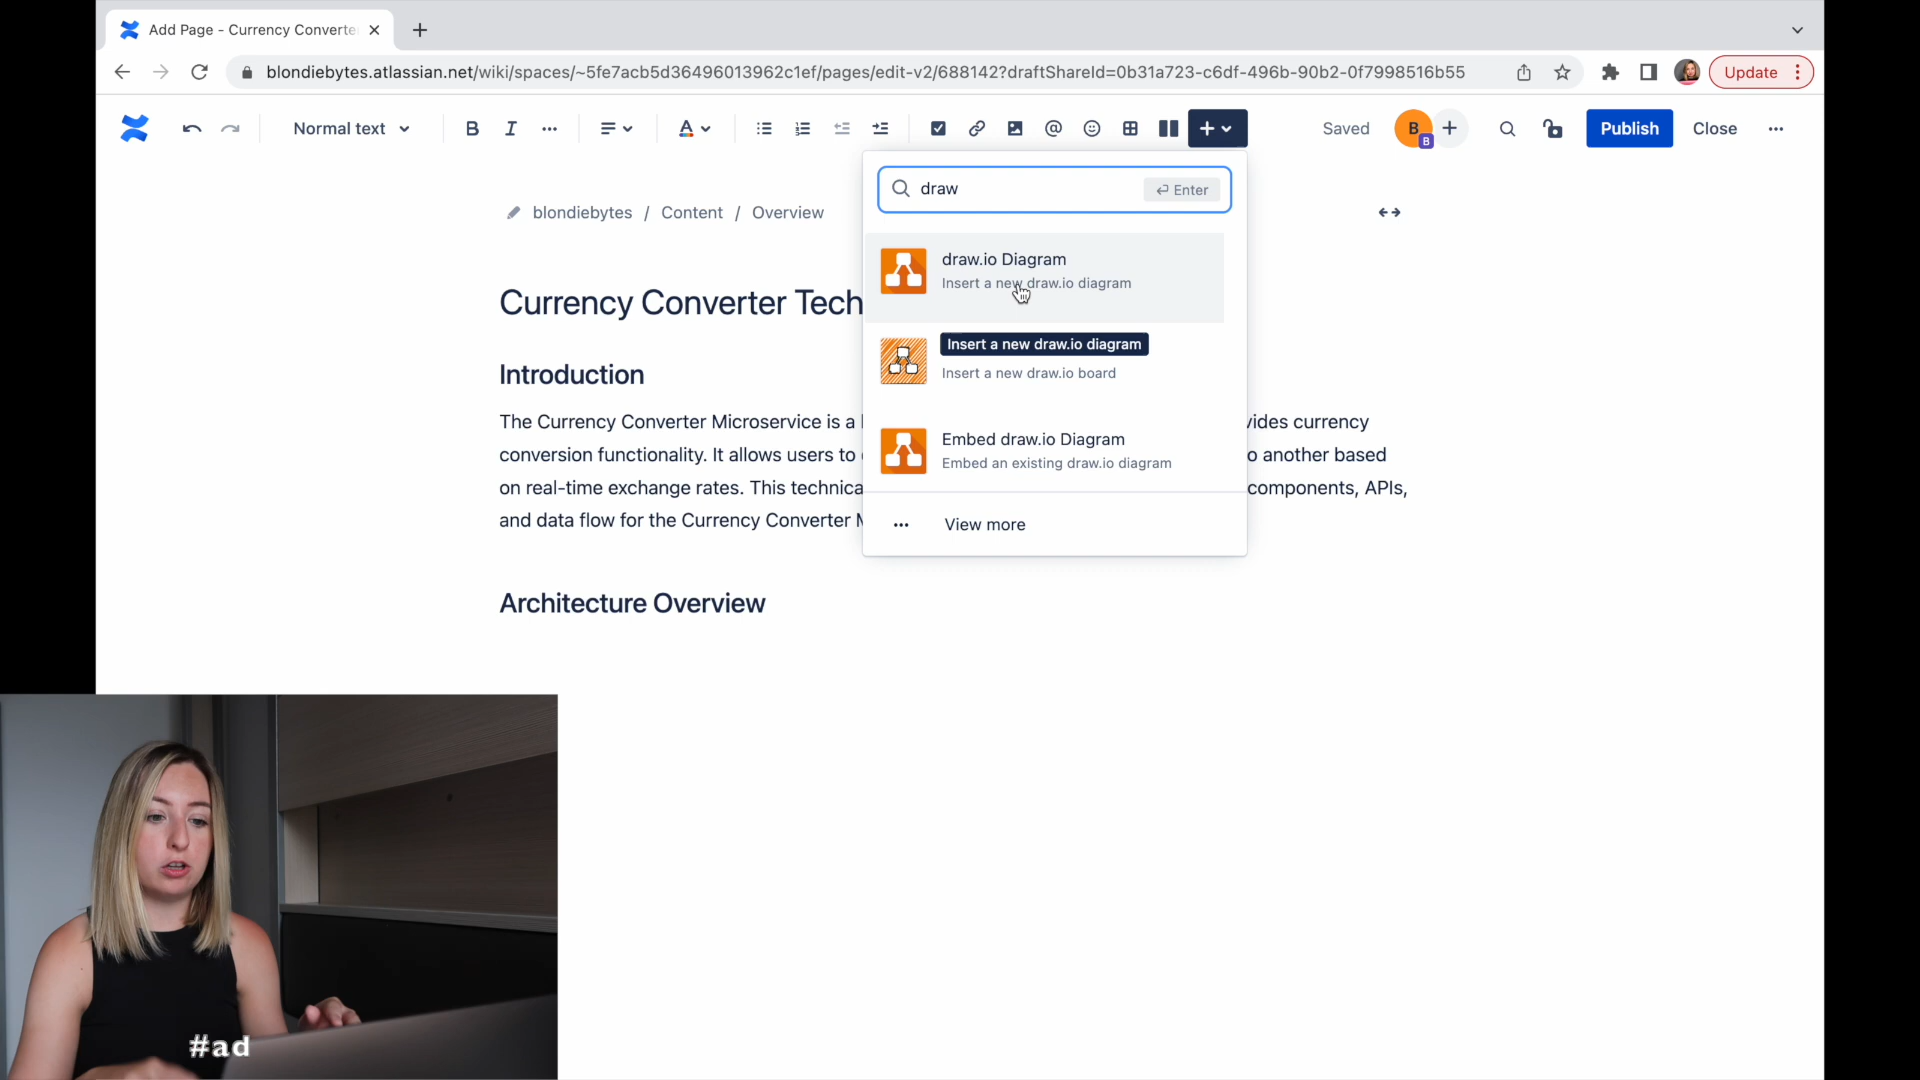 Add Page - Currency Converte
blondiebytes.atlassian.net/wiki/spaces/~5fe7acb5d36496013962c1ef/pages/edit-v2/688142?draftShareId=0b31a723-c6df-496b-90b2-0f7998516b55
Update
Normal text
B
I
A
Saved
B
B
Publish
Close
draw
Enter
blondiebytes / Content / Overview
draw.io Diagram
Insert a new draw.io diagram
Currency Converter Tech
Insert a new draw.io diagram
Insert a new draw.io board
Introduction
The Currency Converter Microservice is a vides currency
conversion functionality. It allows users to o another based
on real-time exchange rates. This technica components, APIs,
and data flow for the Currency Converter
Embed draw.io Diagram
Embed an existing draw.io diagram
View more
Architecture Overview
#ad